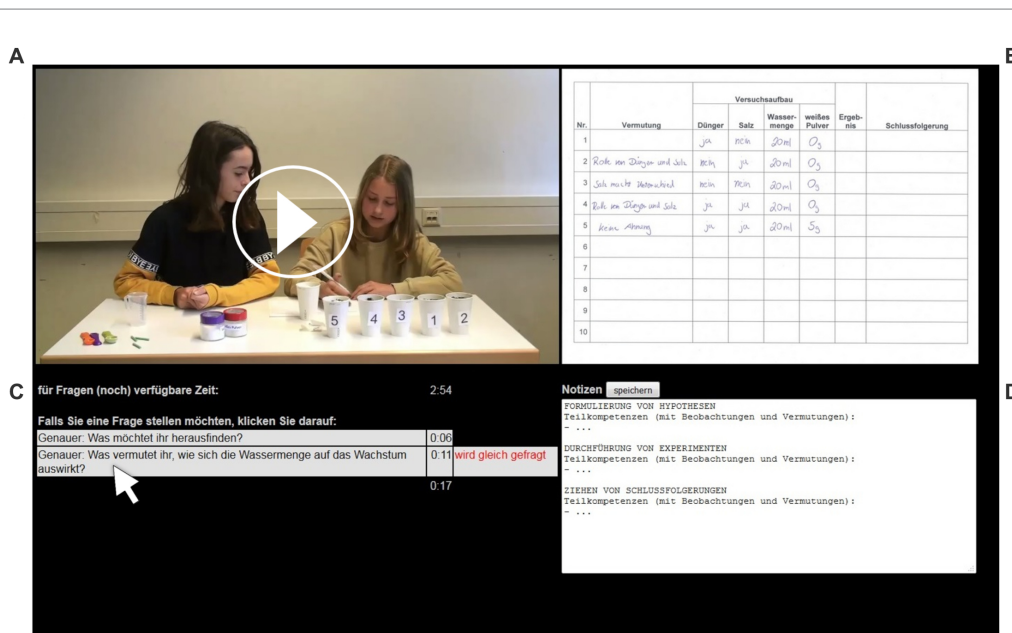 A
B
Versuchsaufbau
Nr. Vermutung Dünger Salz Wasser-menge weißes Pulver Ergeb-nis Schlussfolgerung
1 ja nein 20ml 0g
2 Rolle von Dünger und Salz nein ja 20ml 0g
3 Salz macht Unterschied nein nein 20ml 0g
4 Rolle von Dünger und Salz ja ja 20ml 0g
5 keine Ahnung ja ja 20ml 5g
6
7
8
9
10
BYE BYE
5 4 3 1 2
C
D
für Fragen (noch) verfügbare Zeit: 2:54
Falls Sie eine Frage stellen möchten, klicken Sie darauf:
Genauer: Was möchtet ihr herausfinden? 0:06
Genauer: Was vermutet ihr, wie sich die Wassermenge auf das Wachstum 0:11 wird gleich gefragt
auswirkt?
0:17
Notizen speichern
FORMULIERUNG VON HYPOTHESEN
Teilkompetenzen (mit Beobachtungen und Vermutungen):
- ...
DURCHFÜHRUNG VON EXPERIMENTEN
Teilkompetenzen (mit Beobachtungen und Vermutungen):
- ...
ZIEHEN VON SCHLUSSFOLGERUNGEN
Teilkompetenzen (mit Beobachtungen und Vermutungen):
- ...